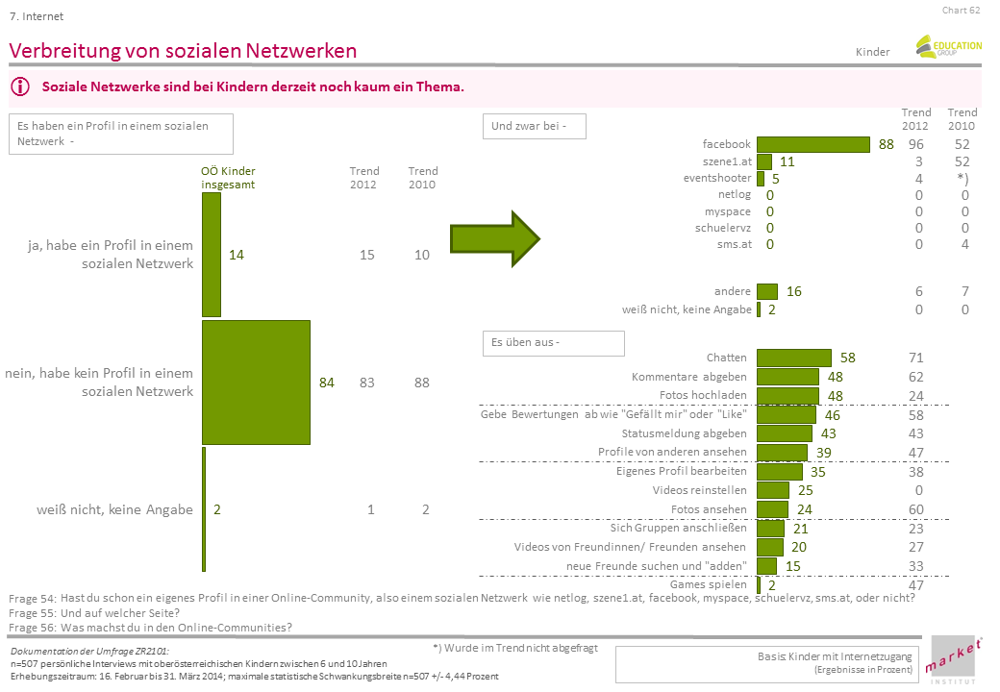 7. Internet
Chart 62
Verbreitung von sozialen Netzwerken
Kinder
EDUCATION
GROUP
Soziale Netzwerke sind bei Kindern derzeit noch kaum ein Thema.
Es haben ein Profil in einem sozialen
Netzwerk -
OÖ Kinder
insgesamt
Trend
2012
Trend
2010
ja, habe ein Profil in einem
sozialen Netzwerk
14 15 10
nein, habe kein Profil in einem
sozialen Netzwerk
84 83 88
weiß nicht, keine Angabe 2 1 2
Und zwar bei -
Trend
2012
Trend
2010
facebook 88 96 52
szene1.at 11 3 52
eventshooter 5 4 *)
netlog 0 0 0
myspace 0 0 0
schuelervz 0 0 0
sms.at 0 0 4
andere 16 6 7
weiß nicht, keine Angabe 2 0 0
Es üben aus -
Chatten 58 71
Kommentare abgeben 48 62
Fotos hochladen 48 24
Gebe Bewertungen ab wie "Gefällt mir" oder "Like" 46 58
Statusmeldung abgeben 43 43
Profile von anderen ansehen 39 47
Eigenes Profil bearbeiten 35 38
Videos reinstellen 25 0
Fotos ansehen 24 60
Sich Gruppen anschließen 21 23
Videos von Freundinnen/ Freunden ansehen 20 27
neue Freunde suchen und "adden" 15 33
Games spielen 2 47
Frage 54: Hast du schon ein eigenes Profil in einer Online-Community, also einem sozialen Netzwerk wie netlog, szene1.at, facebook, myspace, schuelervz, sms.at, oder nicht?
Frage 55: Und auf welcher Seite?
Frage 56: Was machst du in den Online-Communities?
Dokumentation der Umfrage ZR2101:
n=507 persönliche Interviews mit oberösterreichischen Kindern zwischen 6 und 10 Jahren
Erhebungszeitraum: 16. Februar bis 31. März 2014; maximale statistische Schwankungsbreite n=507 +/- 4,44 Prozent
*) Wurde im Trend nicht abgefragt
Basis: Kinder mit Internetzugang
(Ergebnisse in Prozent)
market
INSTITUT